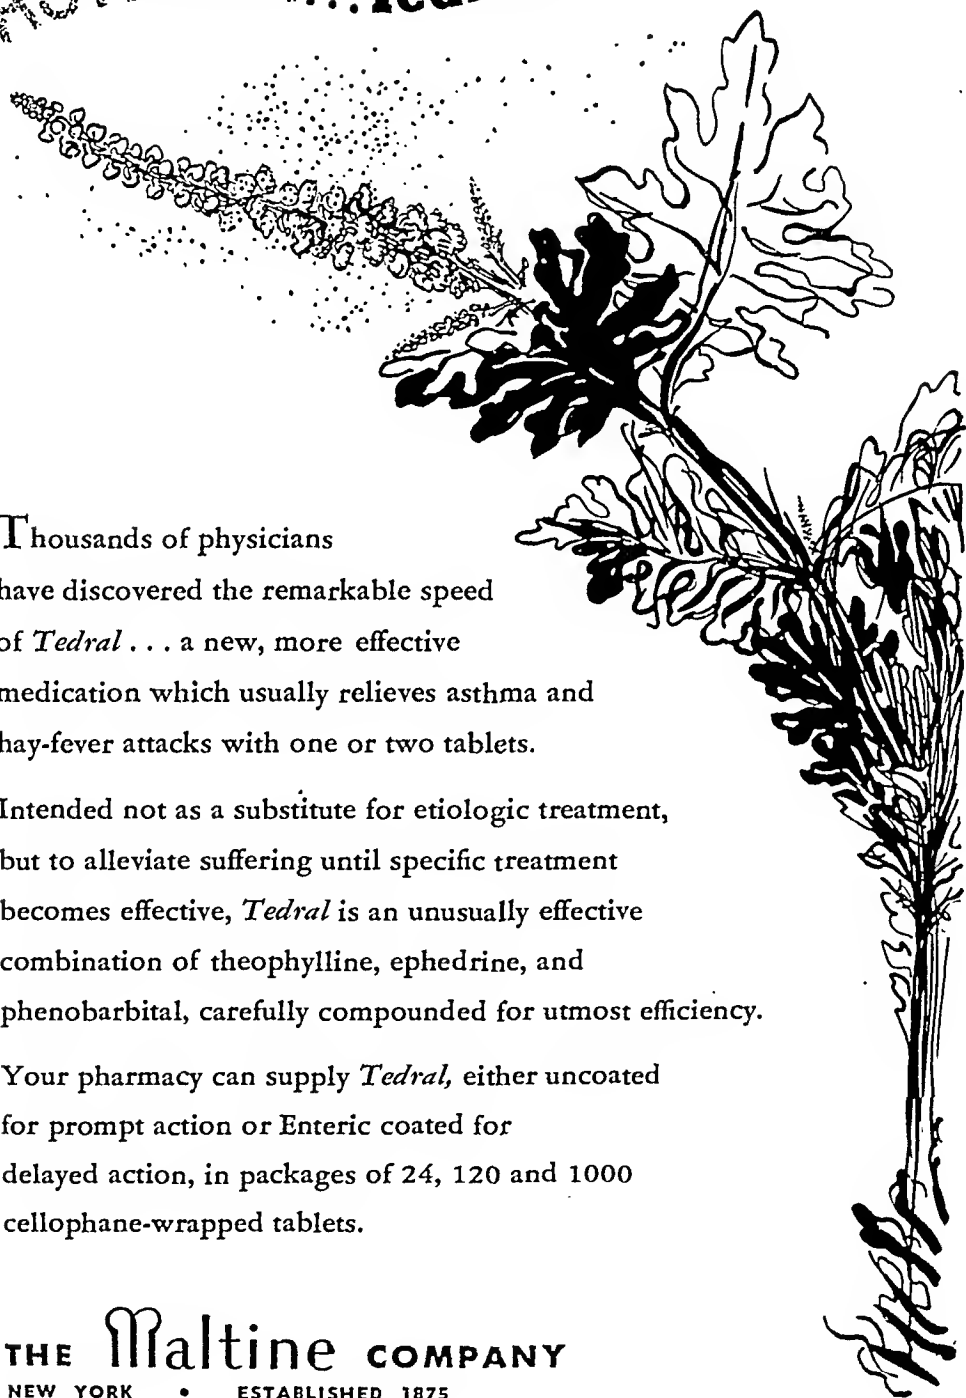 Thousands of physicians
have discovered the remarkable speed
of Tedral . . . a new, more effective
medication which usually relieves asthma and
hay-fever attacks with one or two tablets.
Intended not as a substitute for etiologic treatment,
but to alleviate suffering until specific treatment
becomes effective, Tedral is an unusually effective
combination of theophylline, ephedrine, and
phenobarbital, carefully compounded for utmost efficiency.
Your pharmacy can supply Tedral, either uncoated
for prompt action or Enteric coated for
delayed action, in packages of 24, 120 and 1000
cellophane-wrapped tablets.
THE Maltine COMPANY
NEW YORK • ESTABLISHED 1875